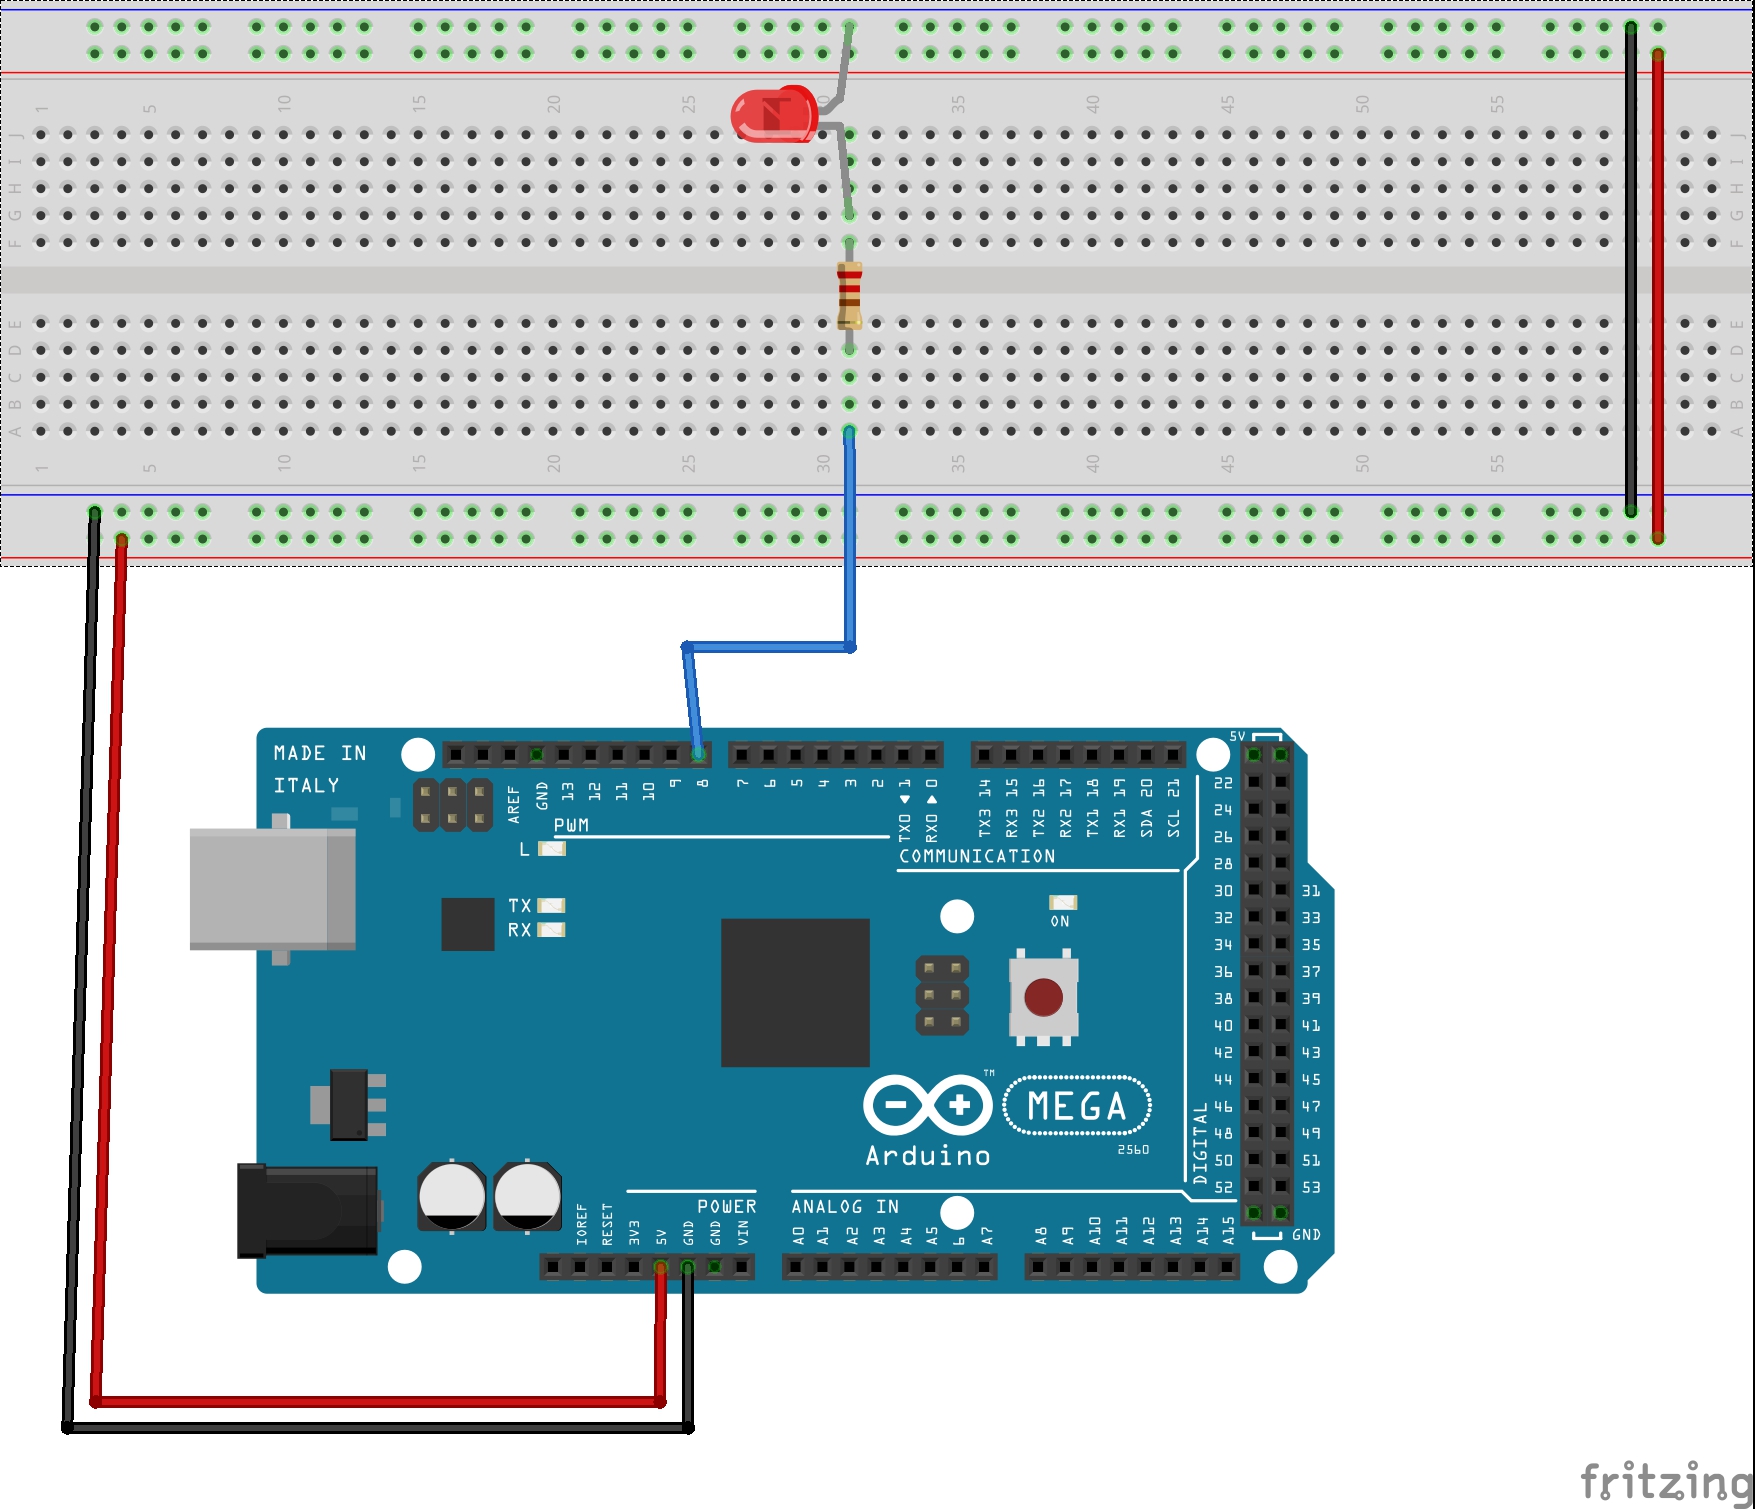 1 5 10 15 20 25 30 35 40 45 50 55
J J
I I
H H
G G
F F
E E
D D
C C
B B
A A
1 5 10 15 20 25 30 35 40 45 50 55
MADE IN
ITALY
AREF GND 13 12 11 10 9 8 7 6 5 4 3 2 TX0 1 RX0 0 TX3 14 RX3 15 TX2 16 RX2 17 TX1 18 RX1 19 SDA 20 SCL 21
5V
PWM
COMMUNICATION
L
TX
RX
ON
22
24
26
28
30 31
32 33
34 35
36 37
38 39
40 41
42 43
44 45
46 47
48 49
50 51
52 53
GND
DIGITAL
TM
MEGA
Arduino
2560
POWER
ANALOG IN
IOREF RESET 3V3 5V GND GND VIN A0 A1 A2 A3 A4 A5 6 A7 A8 A9 A10 A11 A12 A13 A14 A15
fritzing